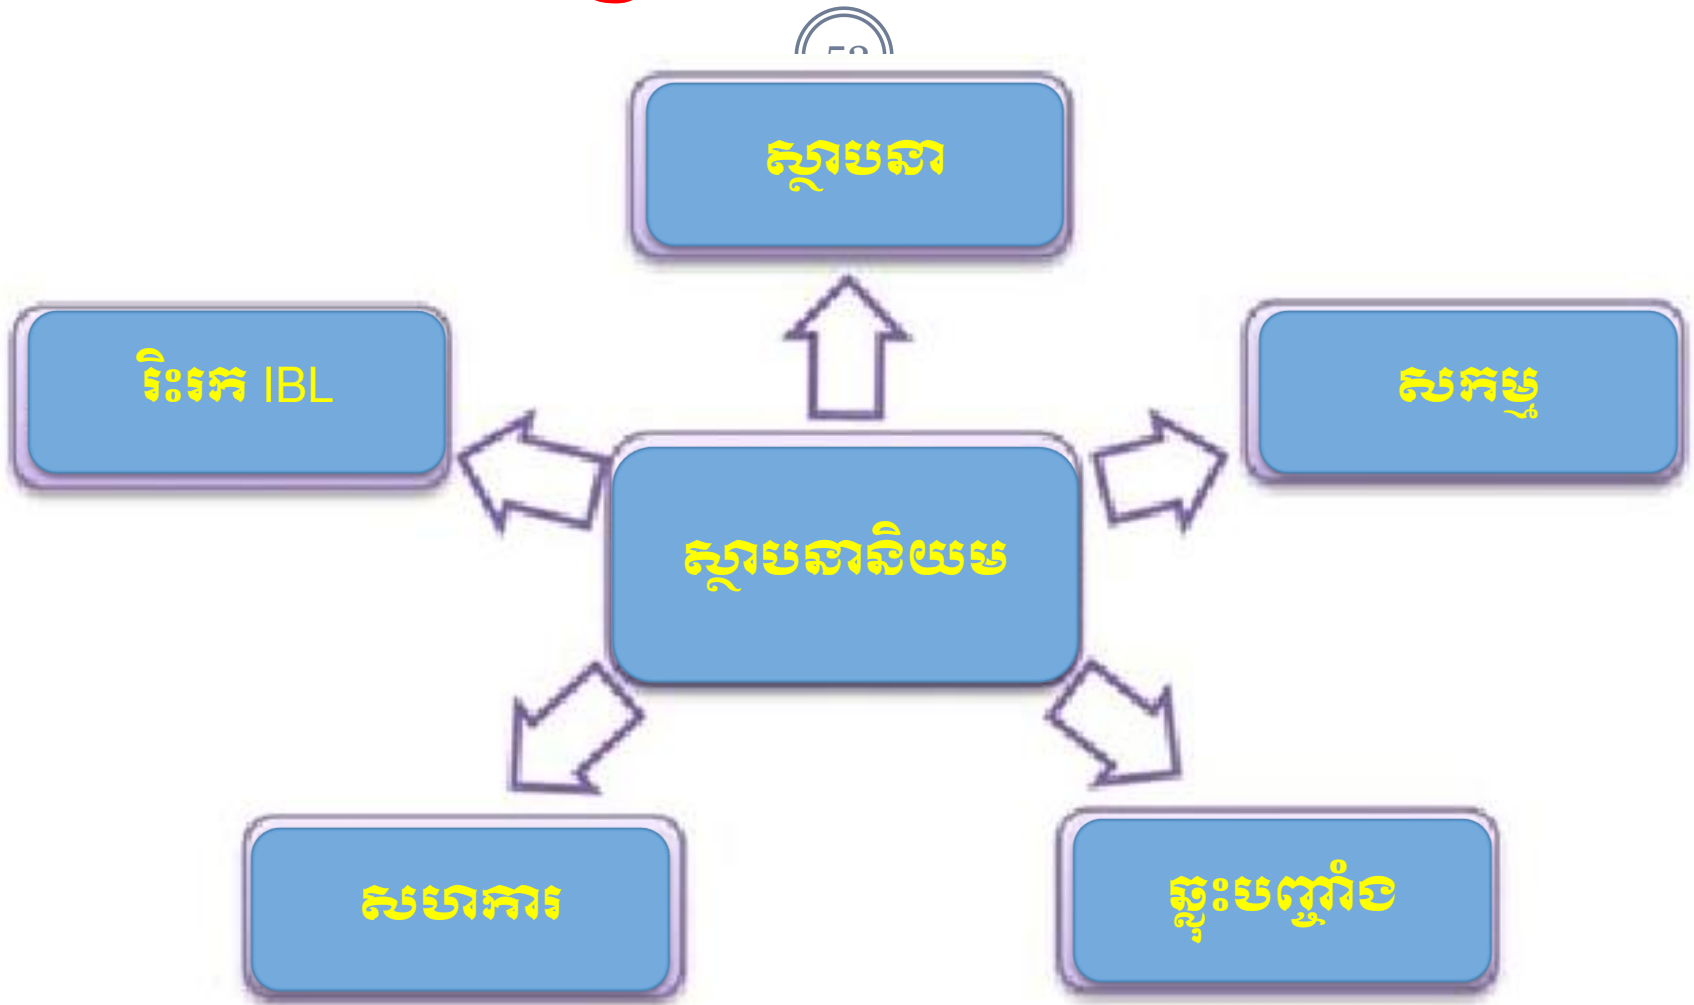 ស្ថាបនា
រិះរក IBL
សកម្ម
ស្ថាបនានិយម
សហការ
ឆ្លុះបញ្ចាំង